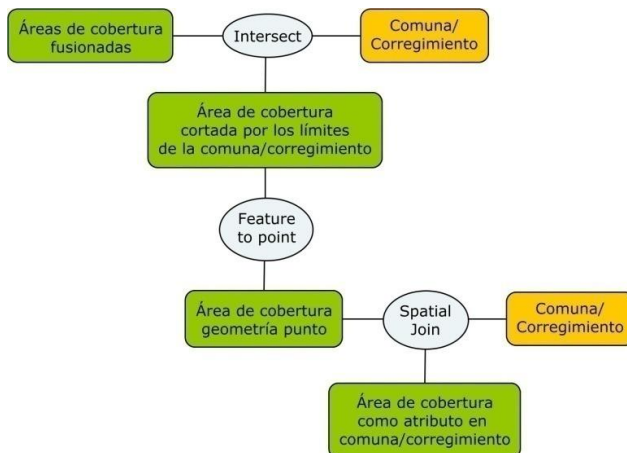 Áreas de cobertura
fusionadas
Intersect
Comuna/
Corregimiento
Área de cobertura
cortada por los límites
de la comuna/corregimiento
Feature
to point
Área de cobertura
geometría punto
Spatial
Join
Comuna/
Corregimiento
Área de cobertura
como atributo en
comuna/corregimiento